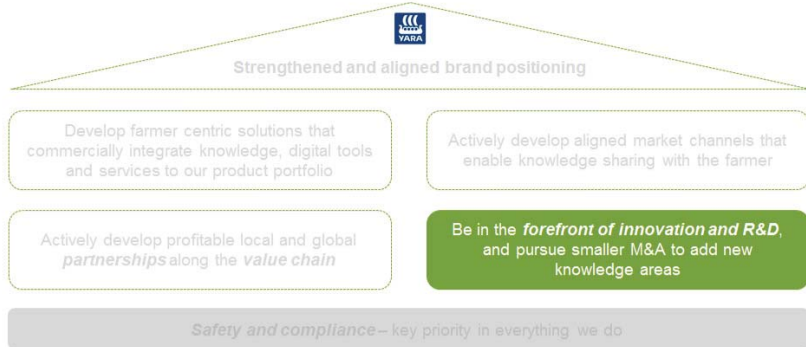 YARA
Strengthened and aligned brand positioning
Develop farmer centric solutions that
commercially integrate knowledge, digital tools
and services to our product portfolio
Actively develop aligned market channels that
enable knowledge sharing with the farmer
Actively develop profitable local and global
partnerships along the value chain
Be in the forefront of innovation and R&D,
and pursue smaller M&A to add new
knowledge areas
Safety and compliance – key priority in everything we do